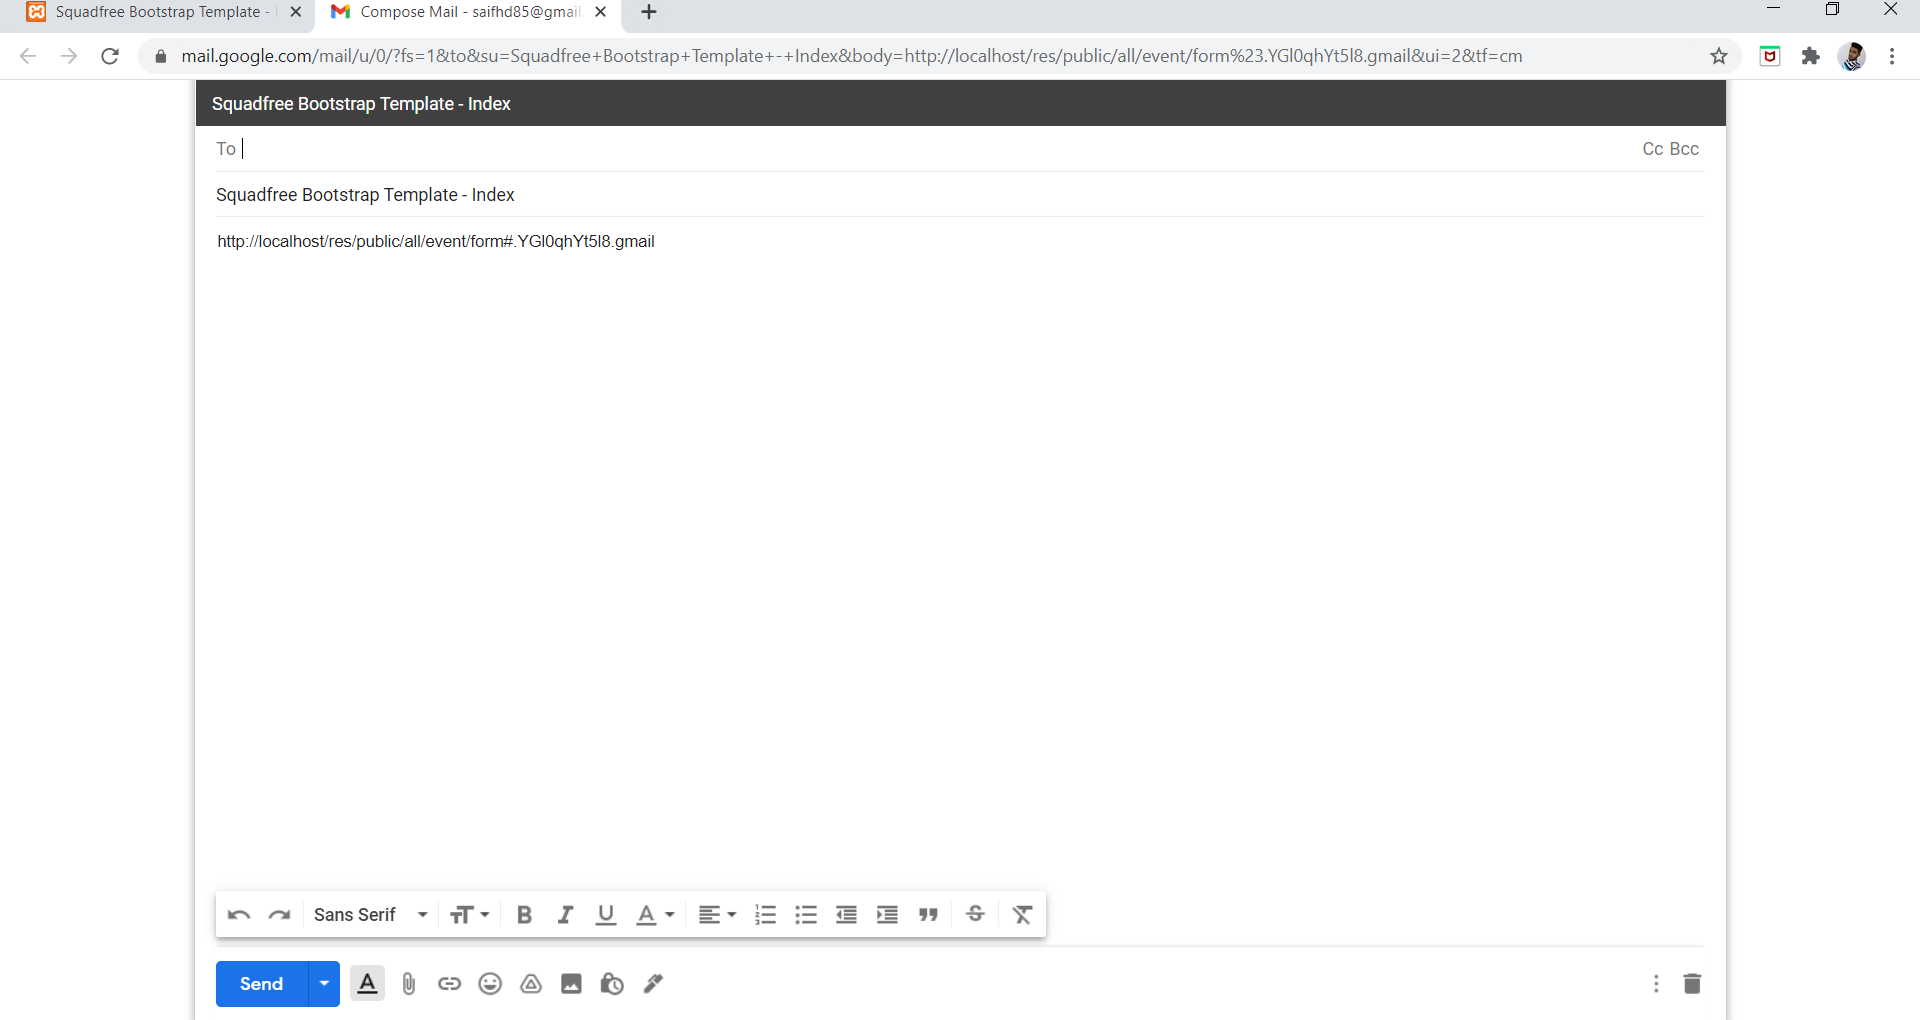 Squadfree Bootstrap Template -
Compose Mail - saifhd85@gmail
mail.google.com/mail/u/0/?fs=1&to&su=Squadfree+Bootstrap+Template+-+Index&body=http://localhost/res/public/all/event/form%23.YGl0qhYt5l8.gmail&ui=2&tf=cm
Squadfree Bootstrap Template - Index
To
Cc Bcc
Squadfree Bootstrap Template - Index
http://localhost/res/public/all/event/form#.YGl0qhYt5l8.gmail
Sans Serif
Send